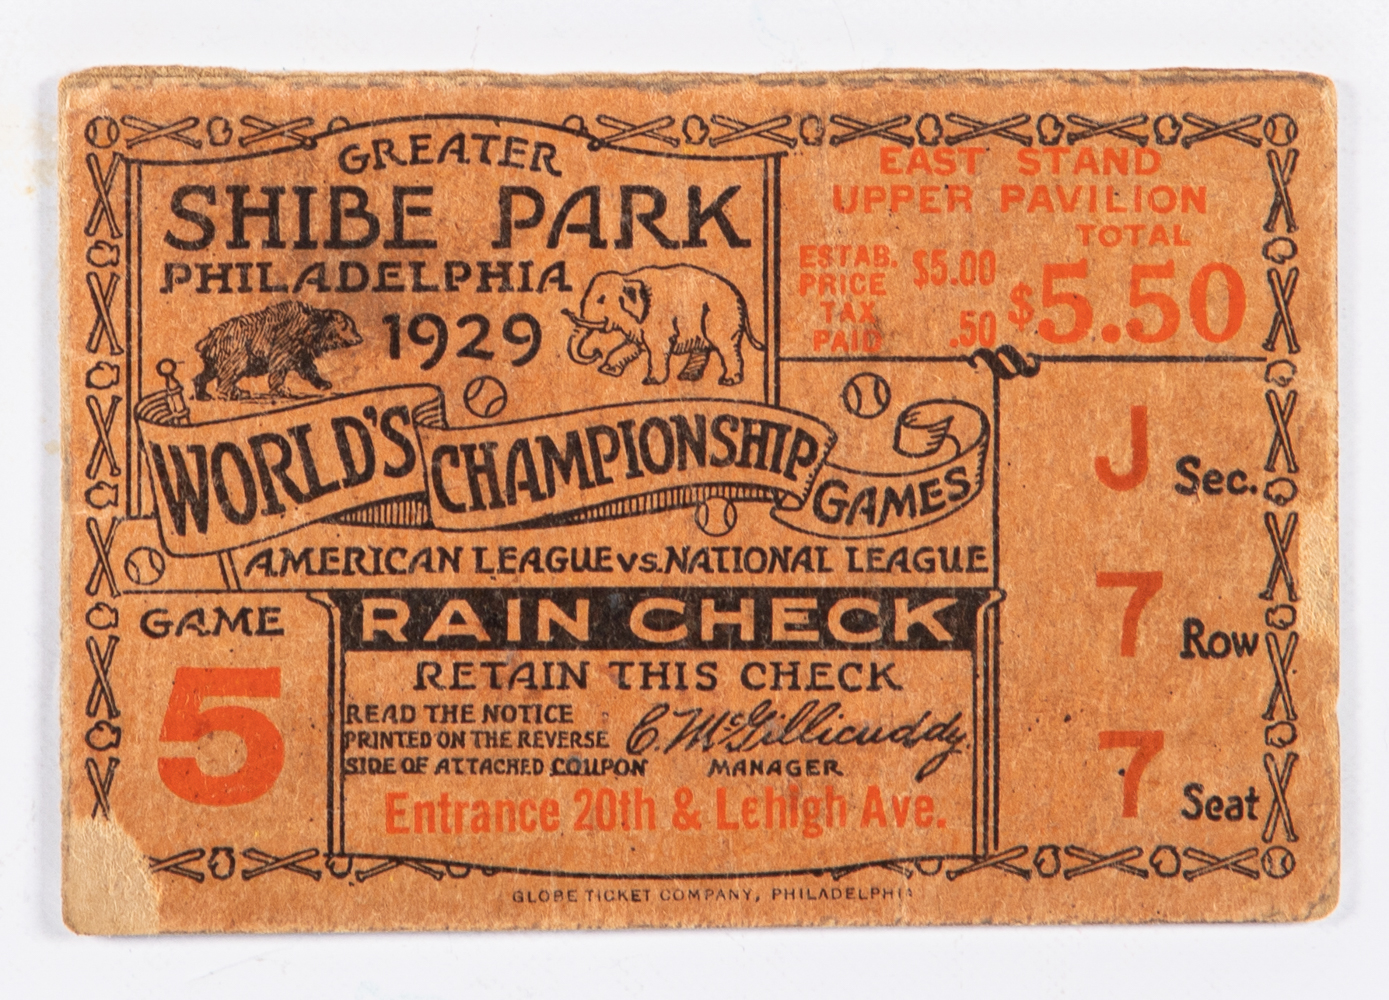 GREATER
SHIBE PARK
PHILADELPHIA
1929
WORLD'S CHAMPIONSHIP GAMES
AMERICAN LEAGUE VS. NATIONAL LEAGUE
EAST STAND
UPPER PAVILION
TOTAL
ESTAB. PRICE $5.00
TAX PAID .50
$5.50
J Sec.
7 Row
7 Seat
GAME
5
RAIN CHECK
RETAIN THIS CHECK
READ THE NOTICE
PRINTED ON THE REVERSE
SIDE OF ATTACHED COUPON
C. McGillicuddy.
MANAGER
Entrance 20th & Lehigh Ave.
GLOBE TICKET COMPANY, PHILADELPHIA